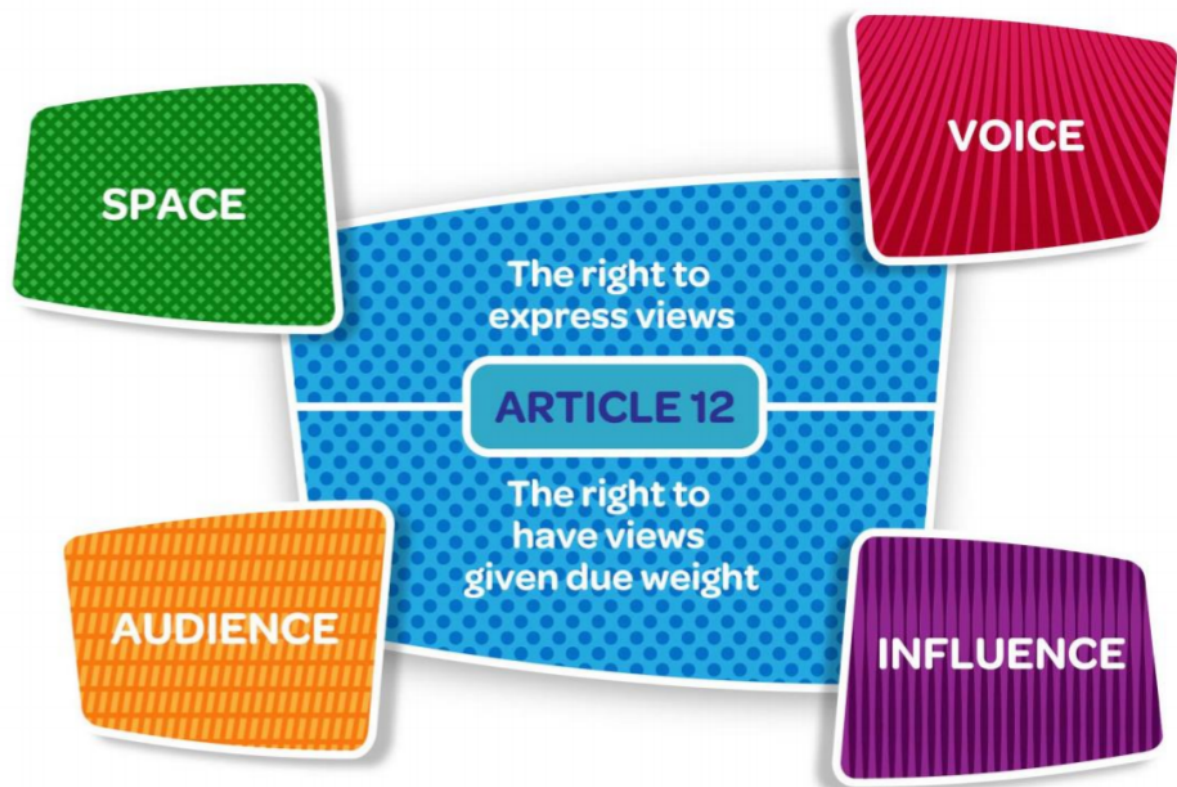 SPACE
VOICE
The right to
express views
ARTICLE 12
The right to
have views
given due weight
AUDIENCE
INFLUENCE